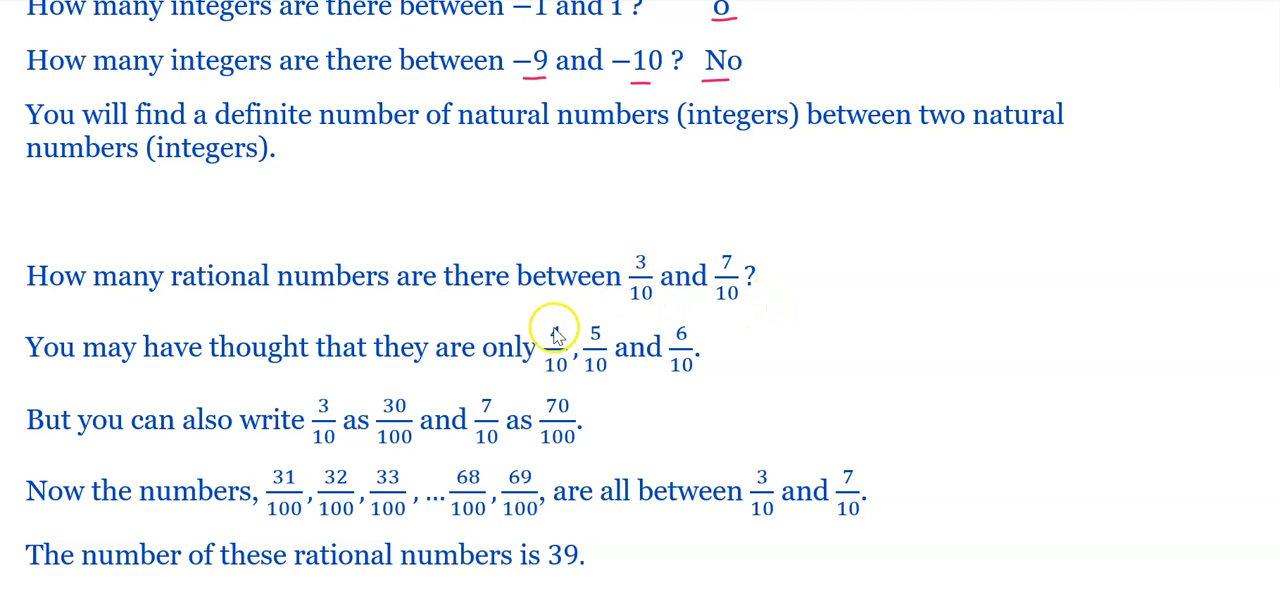 How many integers are there between −1 and 1 ? 0
How many integers are there between −9 and −10 ? No
You will find a definite number of natural numbers (integers) between two natural
numbers (integers).
How many rational numbers are there between 3/10 and 7/10 ?
You may have thought that they are only 4/10, 5/10 and 6/10.
But you can also write 3/10 as 30/100 and 7/10 as 70/100.
Now the numbers, 31/100, 32/100, 33/100, ... 68/100, 69/100, are all between 3/10 and 7/10.
The number of these rational numbers is 39.